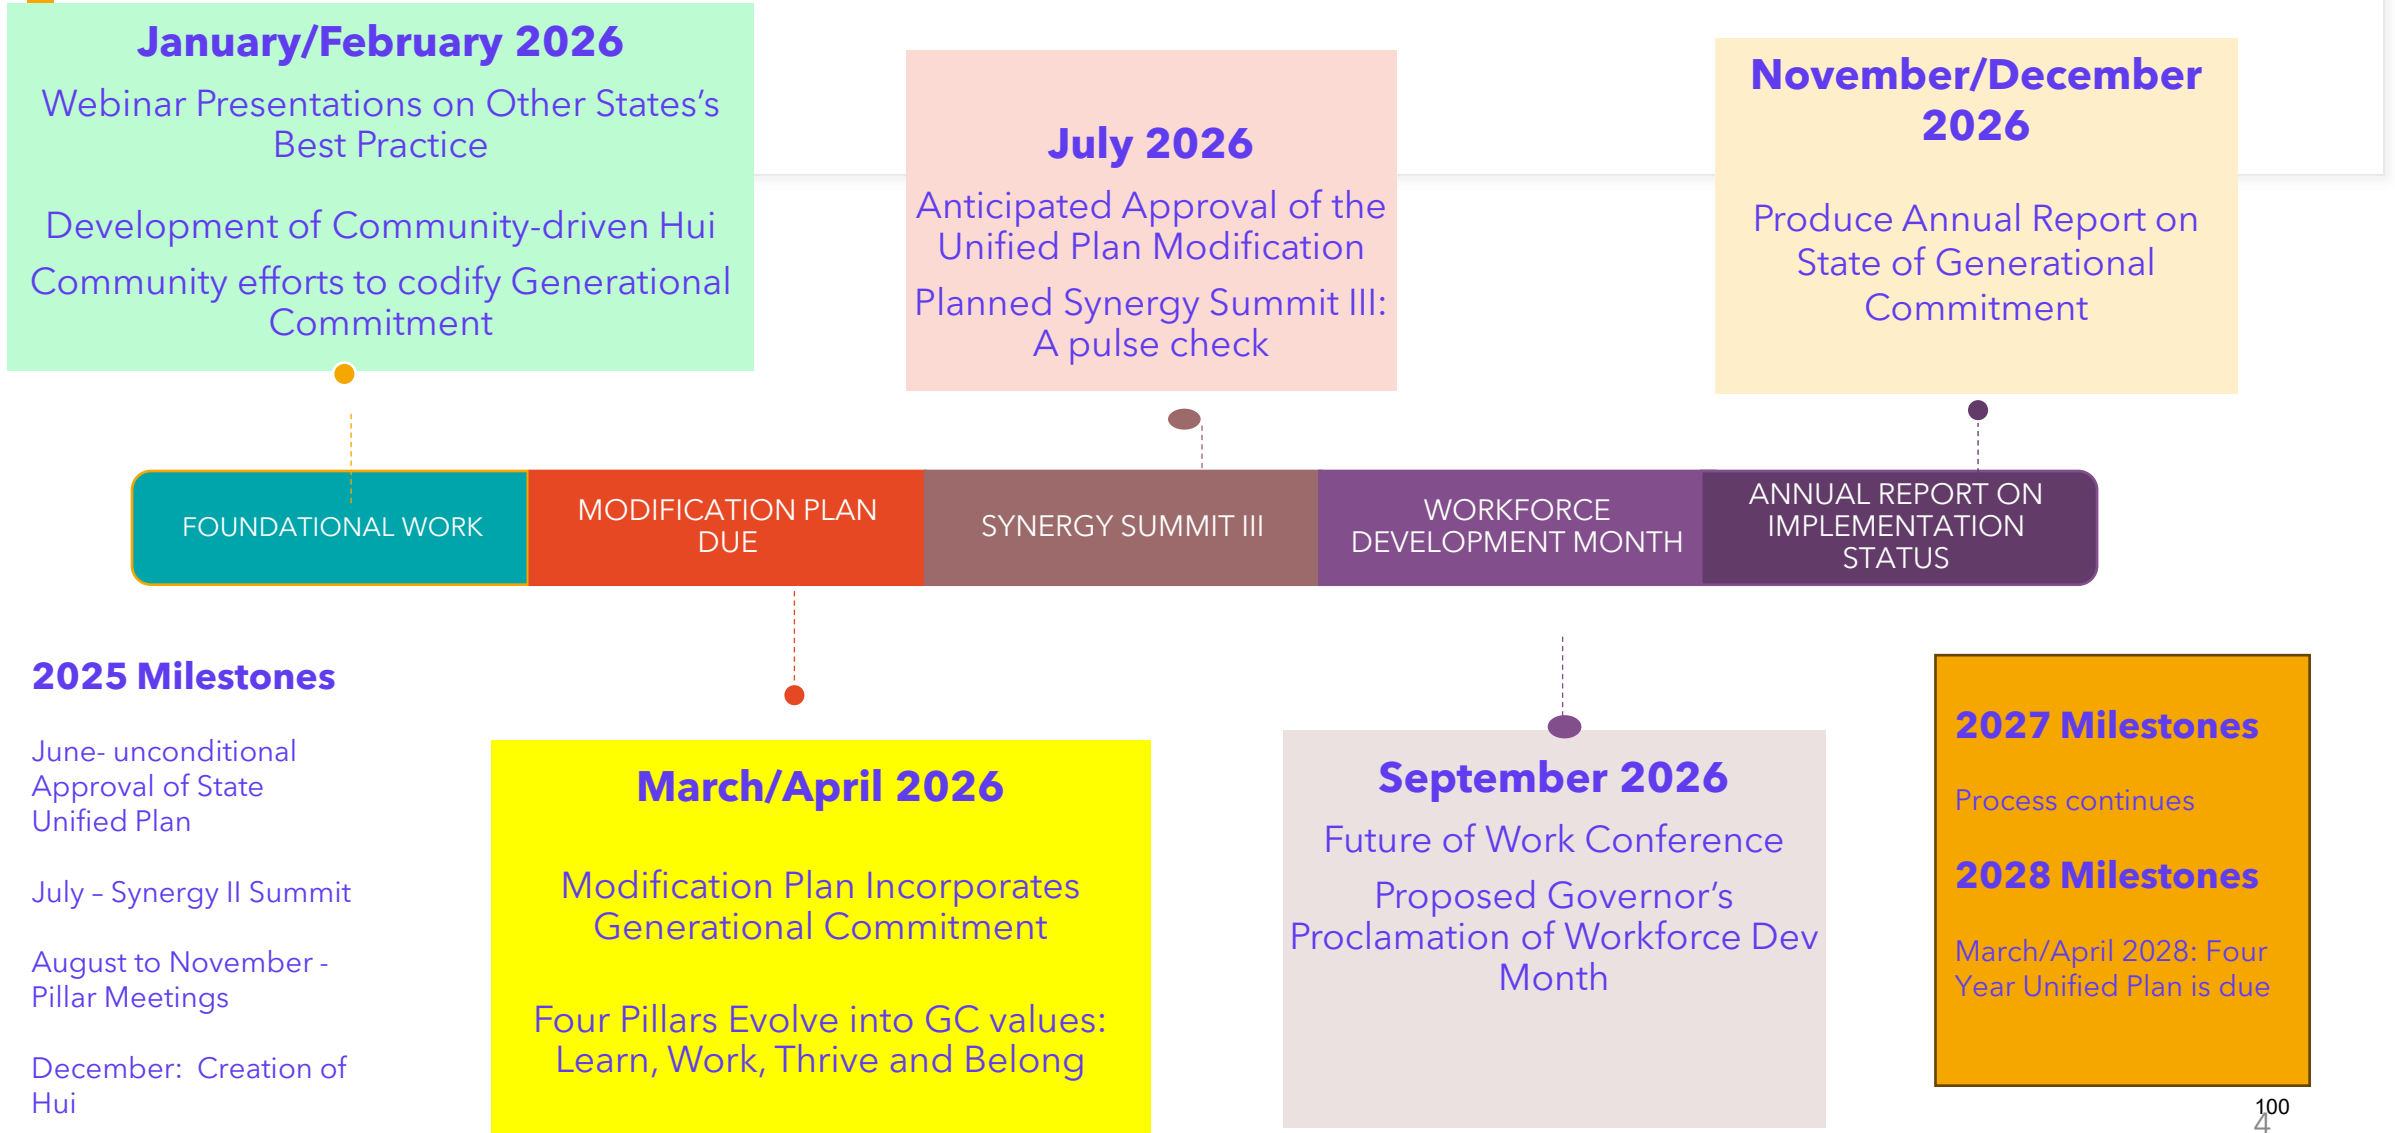 January/February 2026
Webinar Presentations on Other States’s
Best Practice
Development of Community-driven Hui
Community efforts to codify Generational
Commitment
July 2026
Anticipated Approval of the
Unified Plan Modification
Planned Synergy Summit III:
A pulse check
November/December
2026
Produce Annual Report on
State of Generational
Commitment
FOUNDATIONAL WORK
MODIFICATION PLAN
DUE
SYNERGY SUMMIT III
WORKFORCE
DEVELOPMENT MONTH
ANNUAL REPORT ON
IMPLEMENTATION
STATUS
2025 Milestones
June- unconditional
Approval of State
Unified Plan
July – Synergy II Summit
August to November -
Pillar Meetings
December:  Creation of
Hui
March/April 2026
Modification Plan Incorporates
Generational Commitment
Four Pillars Evolve into GC values:
Learn, Work, Thrive and Belong
September 2026
Future of Work Conference
Proposed Governor’s
Proclamation of Workforce Dev
Month
2027 Milestones
Process continues
2028 Milestones
March/April 2028: Four
Year Unified Plan is due
100
4